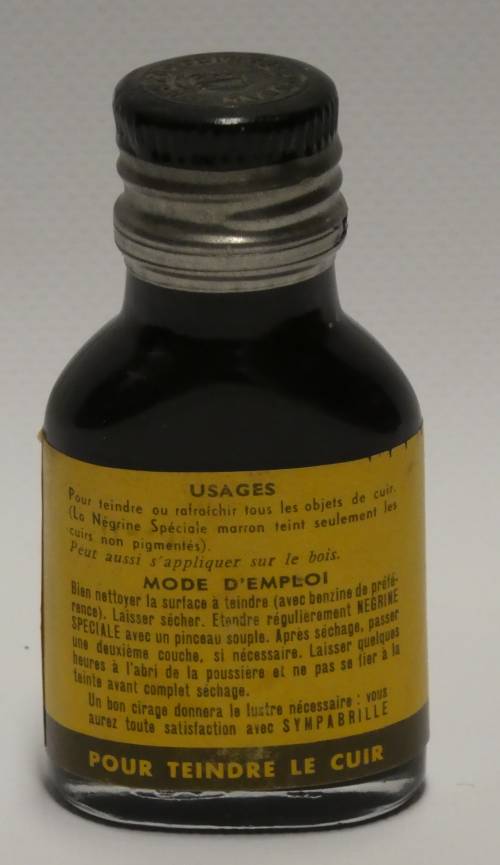 USAGES
Pour teindre ou rafraîchir tous les objets de cuir.
(La Nègrine Spéciale marron teint seulement les
cuirs non pigmentés).
Peut aussi s'appliquer sur le bois.
MODE D'EMPLOI
Bien nettoyer la surface à teindre (avec benzine de préfé-
rence). Laisser sécher. Etendre régulièrement NEGRINE
SPECIALE avec un pinceau souple. Après séchage, passer
une deuxième couche, si nécessaire. Laisser quelques
heures à l'abri de la poussière et ne pas se fier à la
teinte avant complet séchage.
Un bon cirage donnera le lustre nécessaire : vous
aurez toute satisfaction avec SYMPABRILLE
POUR TEINDRE LE CUIR